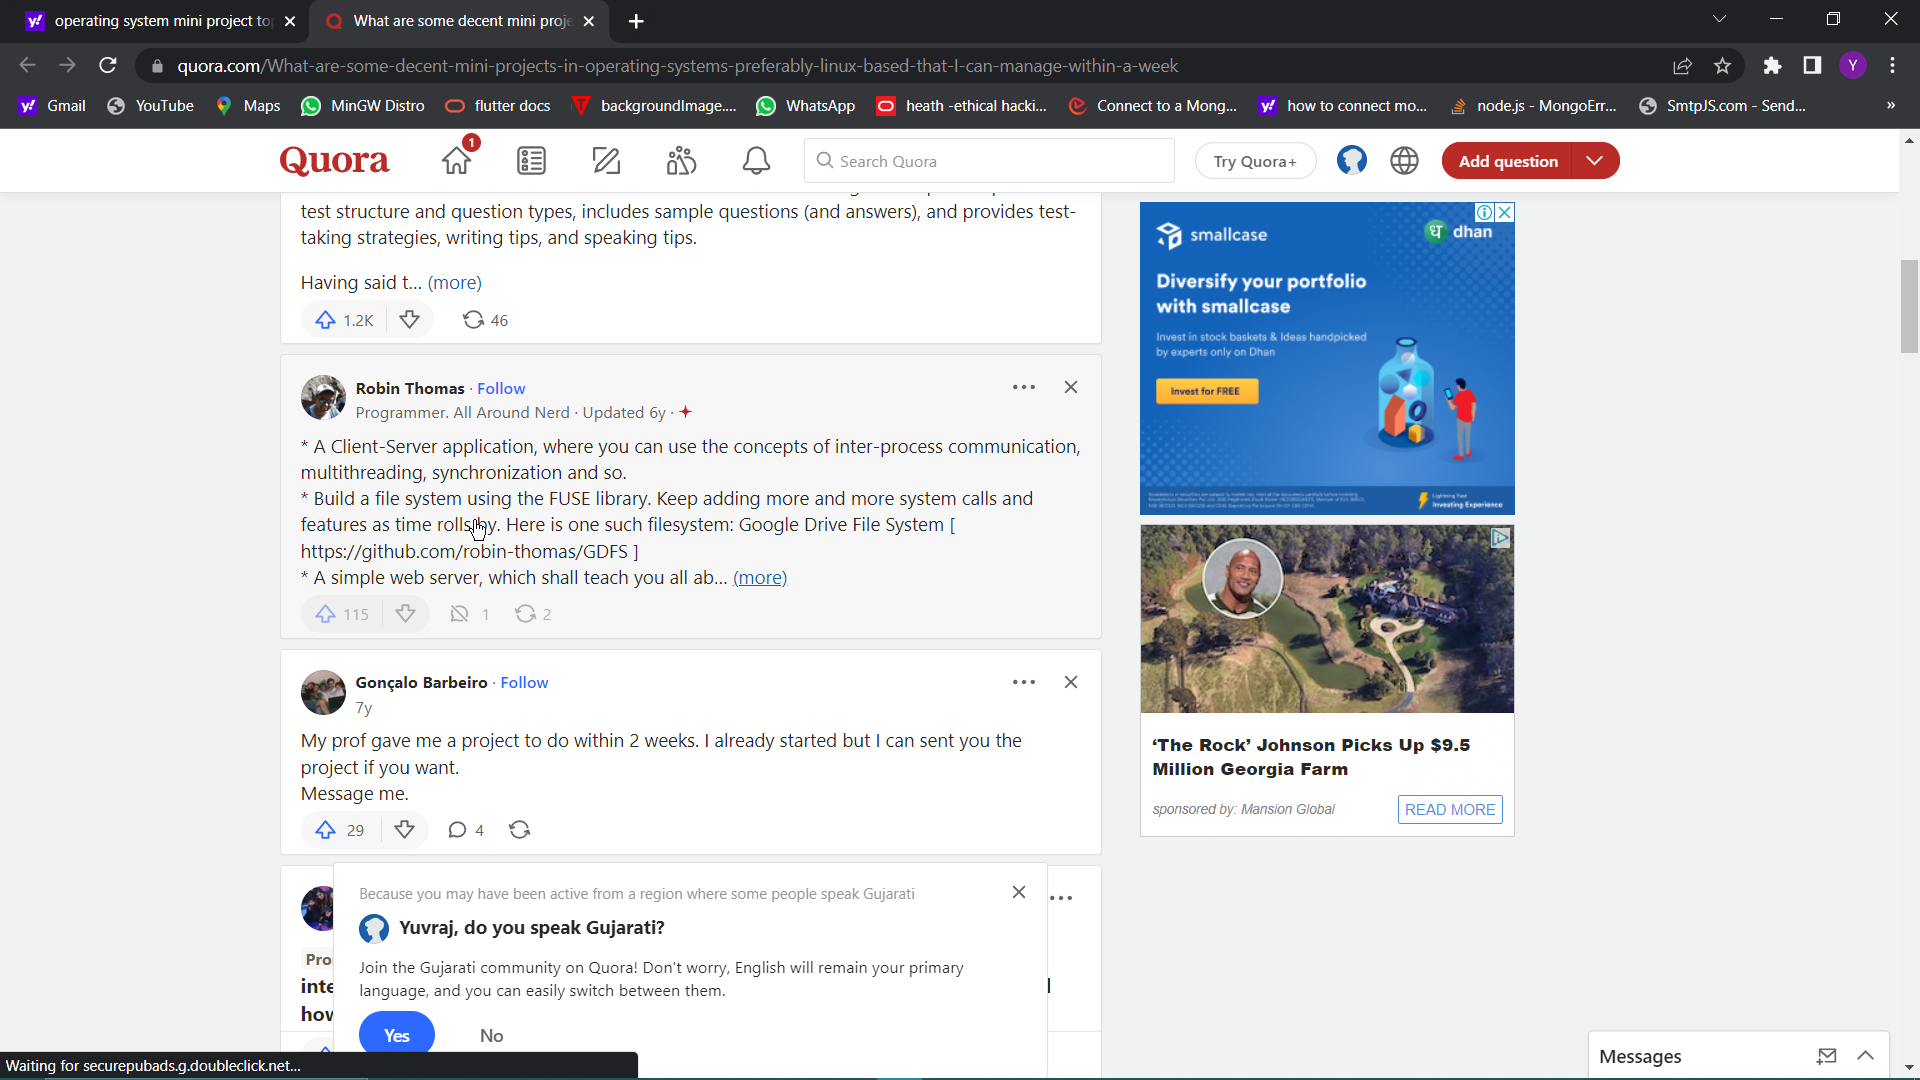 operating system mini project to
What are some decent mini proje
quora.com/What-are-some-decent-mini-projects-in-operating-systems-preferably-linux-based-that-I-can-manage-within-a-week
Y
Gmail YouTube Maps MinGW Distro flutter docs backgroundImage.... WhatsApp heath -ethical hacki... Connect to a Mong... how to connect mo... node.js - MongoErr... SmtpJS.com - Send... »
Quora
1
Search Quora
Try Quora+
Add question
test structure and question types, includes sample questions (and answers), and provides test-
taking strategies, writing tips, and speaking tips.
Having said t... (more)
1.2K 46
Robin Thomas · Follow
Programmer. All Around Nerd · Updated 6y ·
* A Client-Server application, where you can use the concepts of inter-process communication,
multithreading, synchronization and so.
* Build a file system using the FUSE library. Keep adding more and more system calls and
features as time rolls by. Here is one such filesystem: Google Drive File System [
https://github.com/robin-thomas/GDFS ]
* A simple web server, which shall teach you all ab... (more)
115 1 2
Gonçalo Barbeiro · Follow
7y
My prof gave me a project to do within 2 weeks. I already started but I can sent you the
project if you want.
Message me.
29 4
Pro
inte
how
Because you may have been active from a region where some people speak Gujarati
Yuvraj, do you speak Gujarati?
Join the Gujarati community on Quora! Don't worry, English will remain your primary
language, and you can easily switch between them.
Yes No
smallcase
ध dhan
Diversify your portfolio
with smallcase
Invest in stock baskets & Ideas handpicked
by experts only on Dhan
Invest for FREE
Lightning Fast
Investing Experience
'The Rock' Johnson Picks Up $9.5
Million Georgia Farm
sponsored by: Mansion Global
READ MORE
Messages
Waiting for securepubads.g.doubleclick.net...